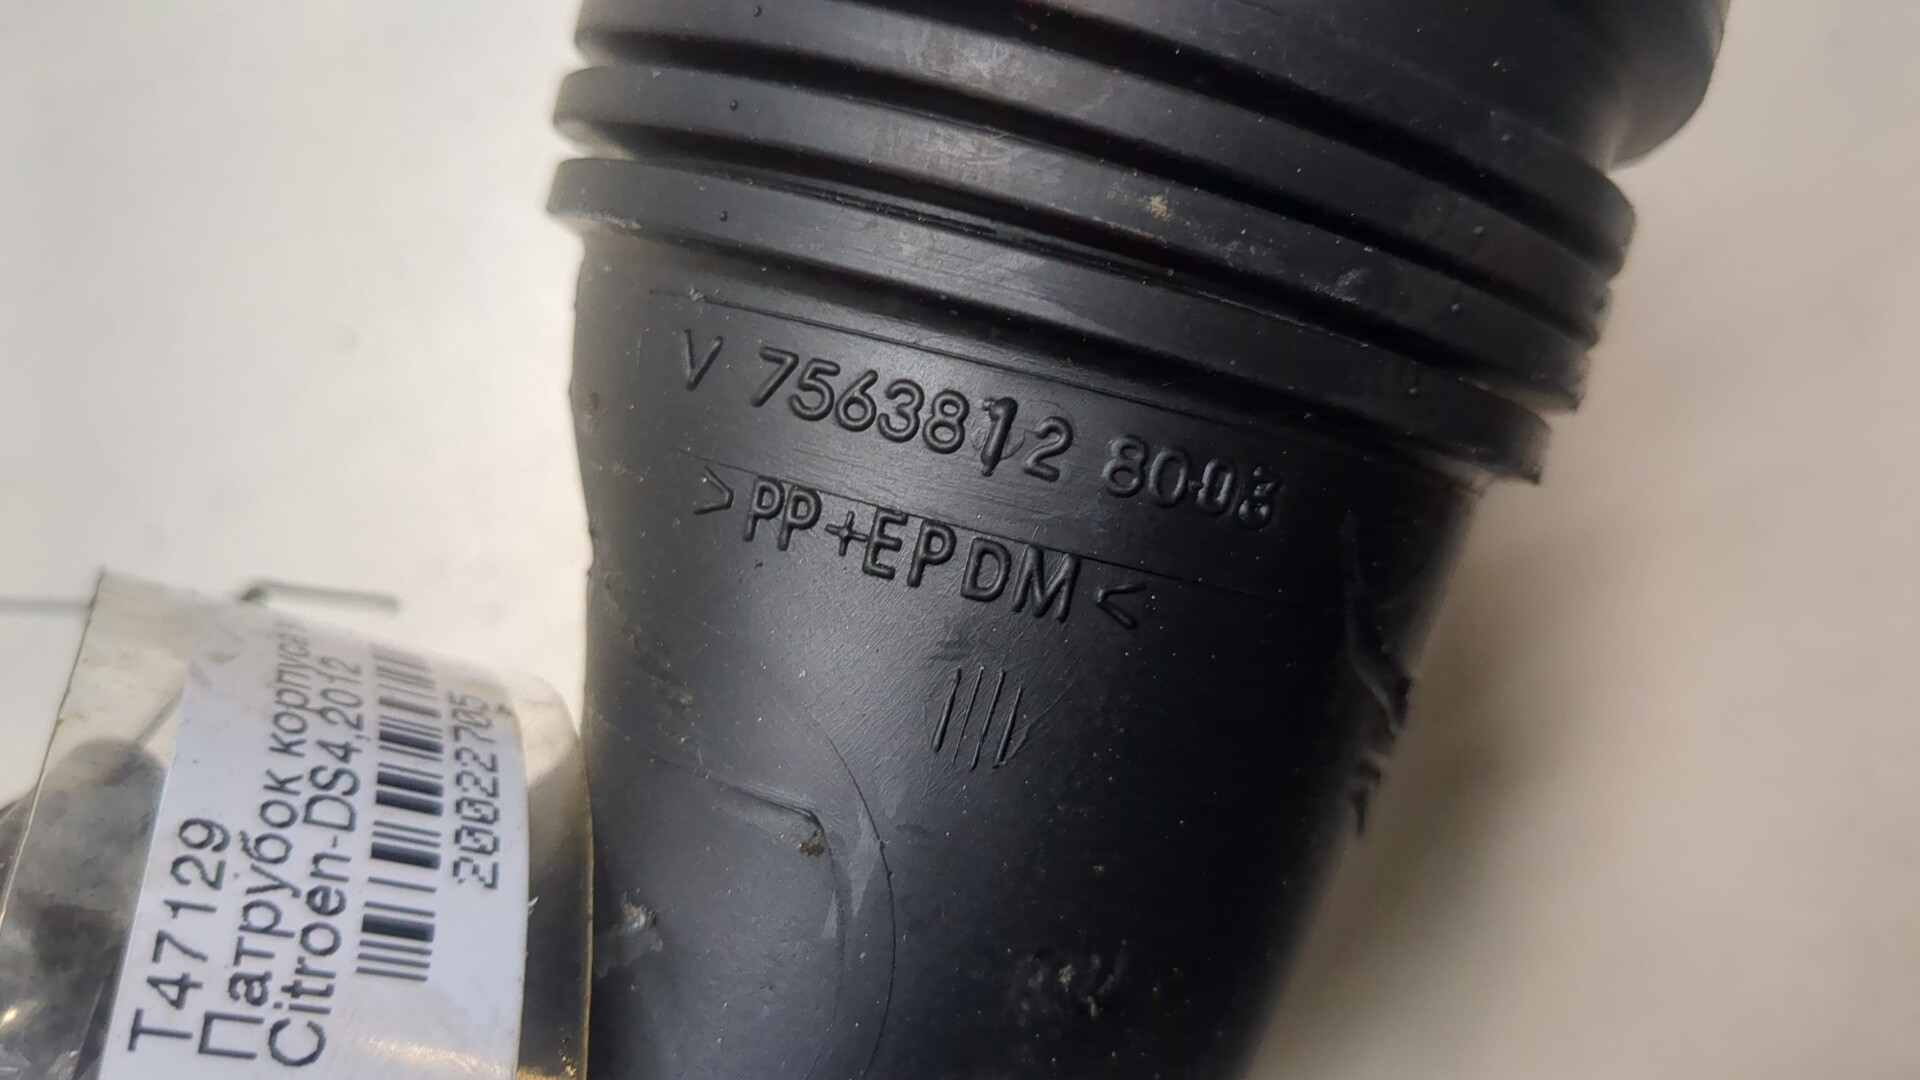 V 7563812 80-03
>PP+EPDM<
T47129
Патрубок корпуса
Citroen-DS4,2012
20022705